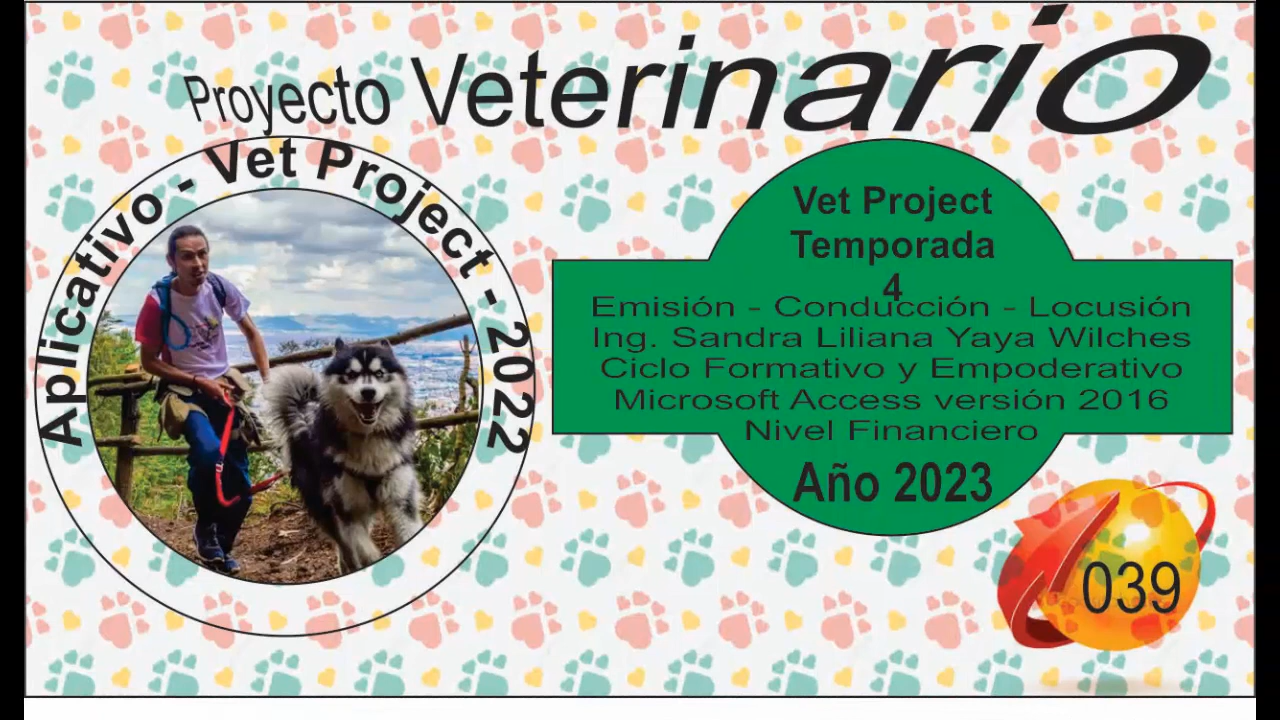 Proyecto Veterinario
Aplicativo - Vet Project - 2022
Vet Project
Temporada
4
Emisión - Conducción - Locusión
Ing. Sandra Liliana Yaya Wilches
Ciclo Formativo y Empoderativo
Microsoft Access versión 2016
Nivel Financiero
Año 2023
039